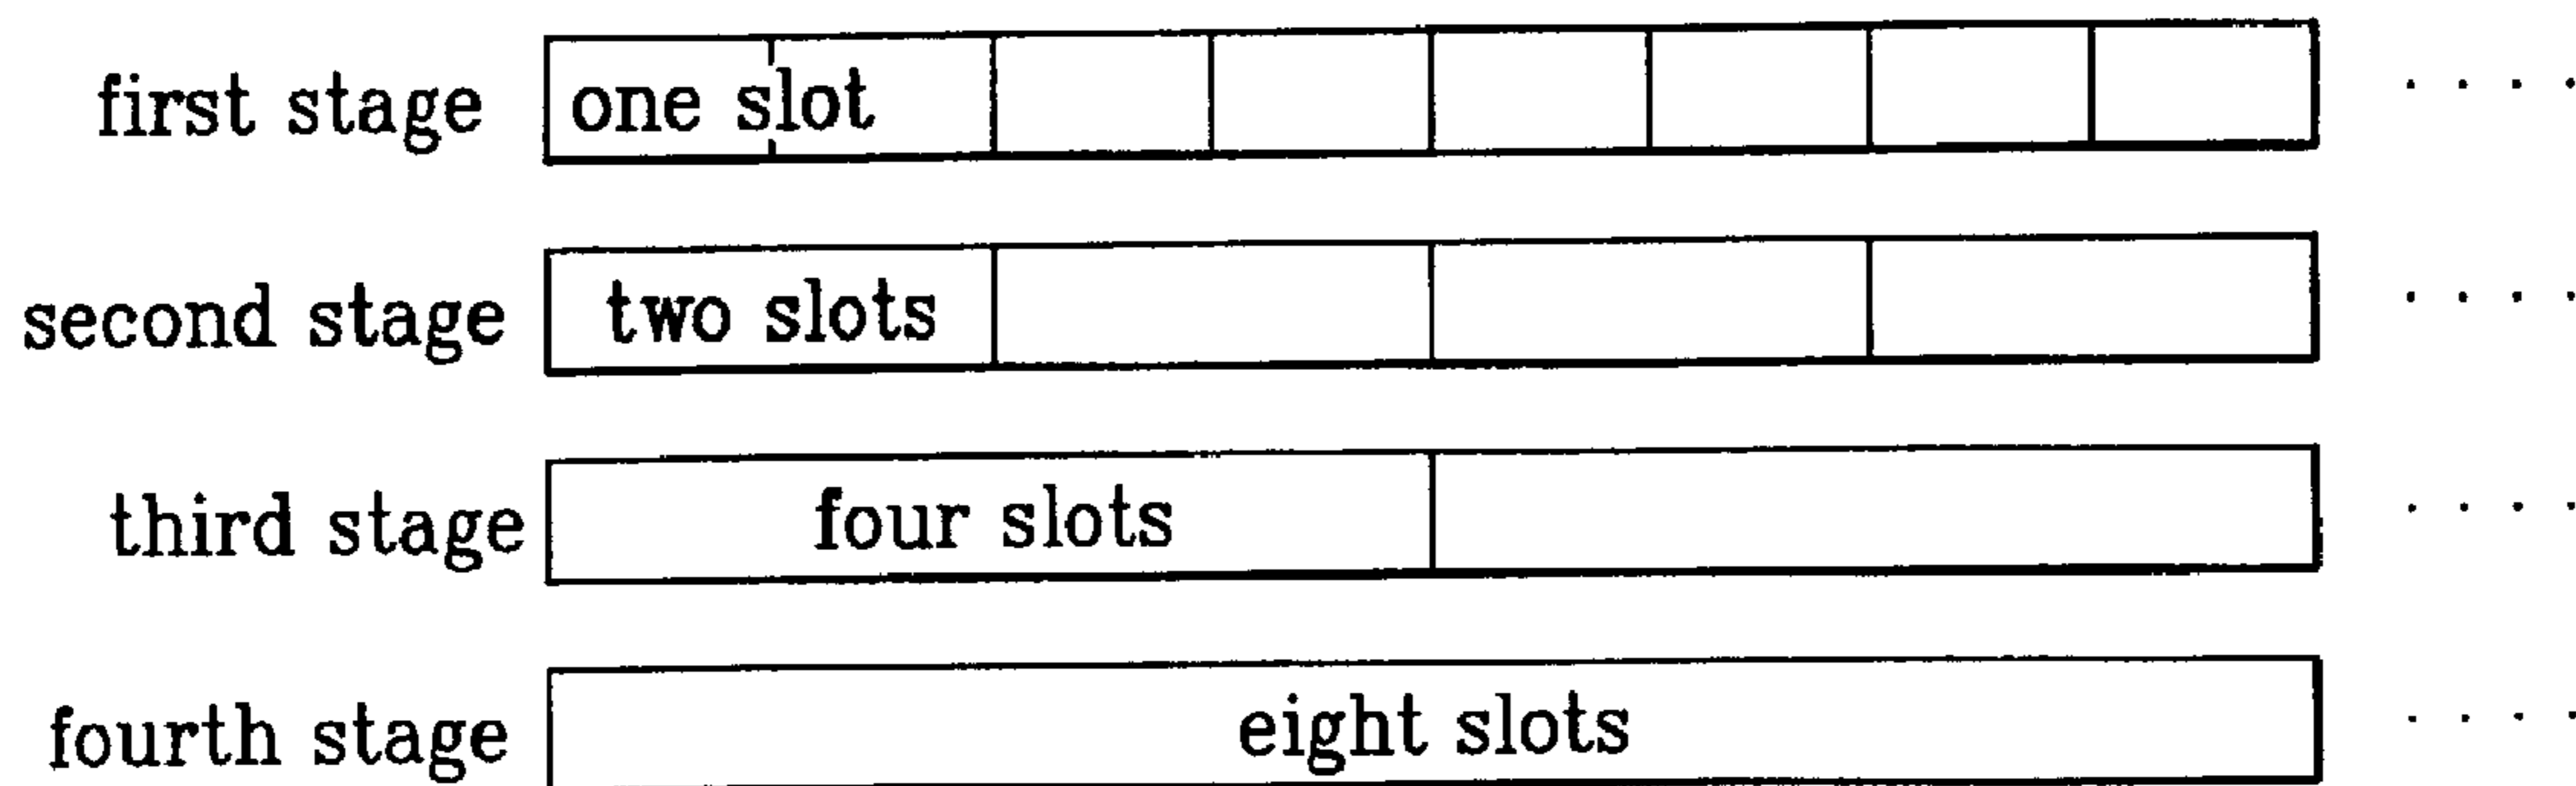 first stage one slot . . . .
second stage two slots . . . .
third stage four slots . . . .
fourth stage eight slots . . . .